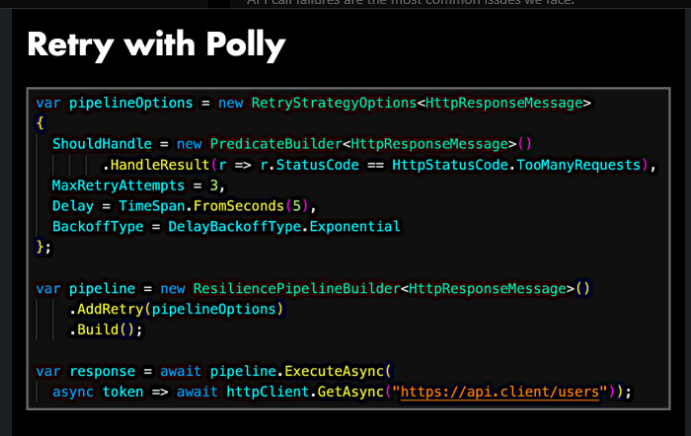 API call failures are the most common issues we face.
Retry with Polly
var pipelineOptions = new RetryStrategyOptions<HttpResponseMessage>
{
ShouldHandle = new PredicateBuilder<HttpResponseMessage>()
.HandleResult(r => r.StatusCode == HttpStatusCode.TooManyRequests),
MaxRetryAttempts = 3,
Delay = TimeSpan.FromSeconds(5),
BackoffType = DelayBackoffType.Exponential
};
var pipeline = new ResiliencePipelineBuilder<HttpResponseMessage>()
.AddRetry(pipelineOptions)
.Build();
var response = await pipeline.ExecuteAsync(
async token => await httpClient.GetAsync("https://api.client/users"));